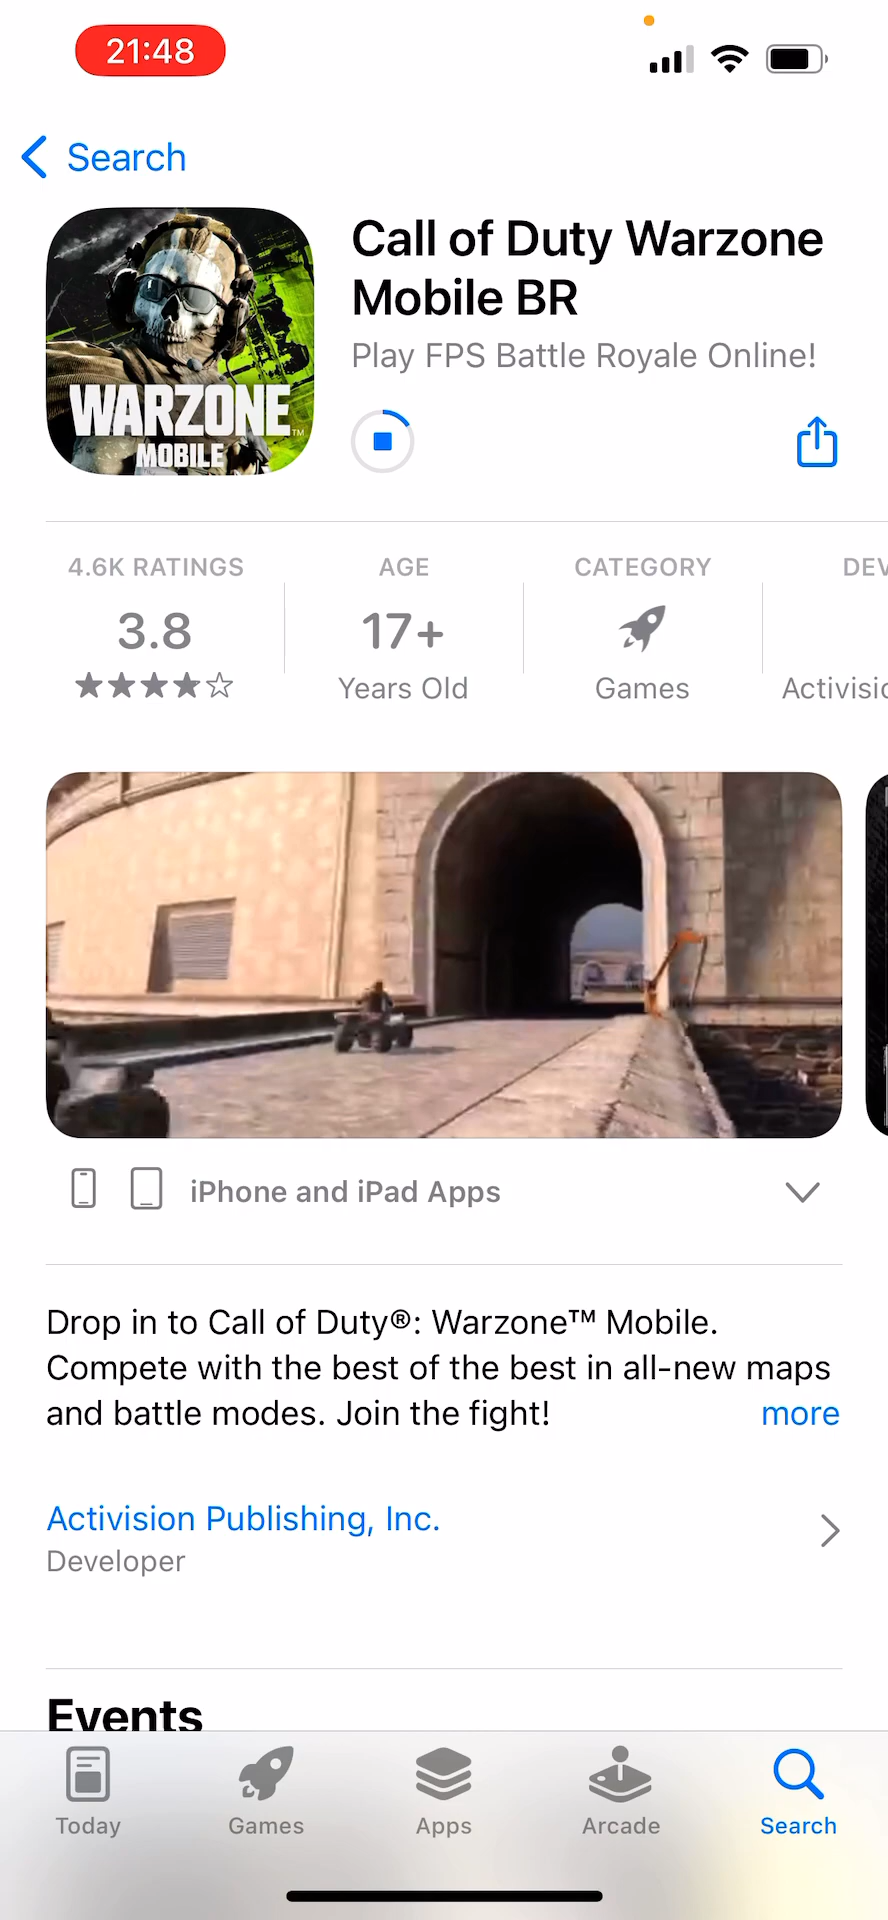 21:48
Search
WARZONE™
MOBILE
Call of Duty Warzone
Mobile BR
Play FPS Battle Royale Online!
4.6K RATINGS
3.8
AGE
17+
Years Old
CATEGORY
Games
DEV
Activisio
iPhone and iPad Apps
Drop in to Call of Duty®: Warzone™ Mobile.
Compete with the best of the best in all-new maps
and battle modes. Join the fight!
more
Activision Publishing, Inc.
Developer
Events
Today
Games
Apps
Arcade
Search